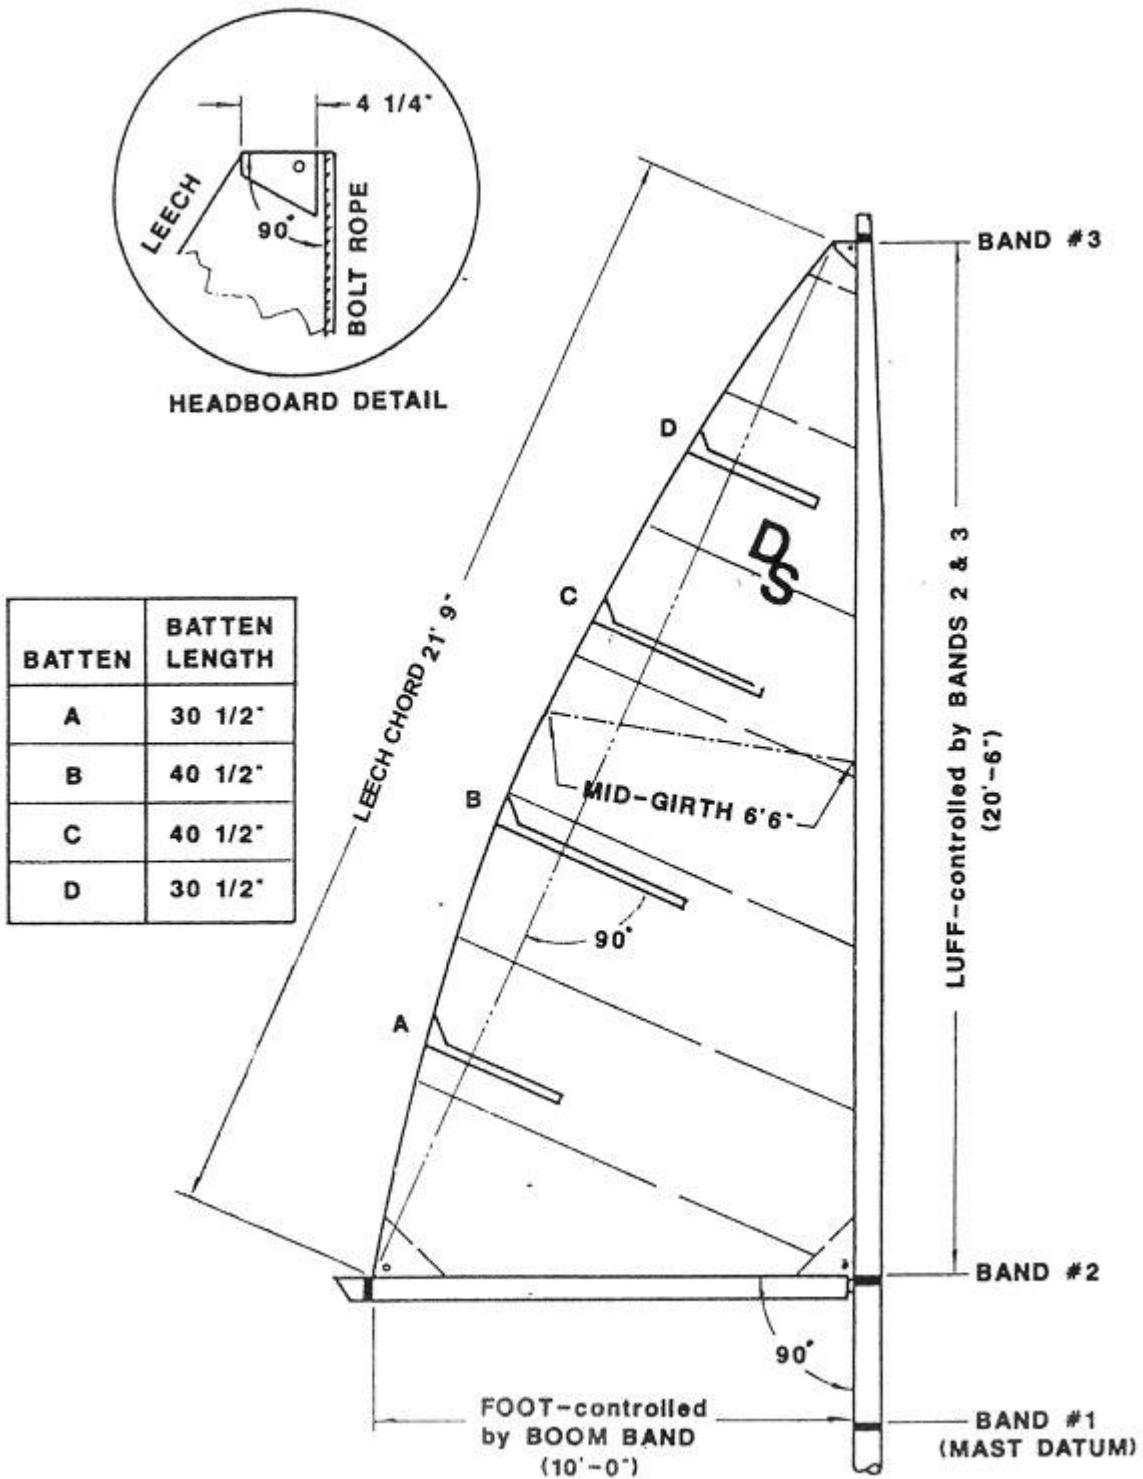 4 1/4"
LEECH
90°
BOLT ROPE
HEADBOARD DETAIL
BAND #3
D
DS
C
LEECH CHORD 21' 9"
LUFF-controlled by BANDS 2 & 3
(20'-6")
BATTEN
BATTEN
LENGTH
A
30 1/2"
B
40 1/2"
C
40 1/2"
D
30 1/2"
MID-GIRTH 6'6"
B
90°
A
BAND #2
90°
FOOT-controlled
by BOOM BAND
(10'-0")
BAND #1
(MAST DATUM)